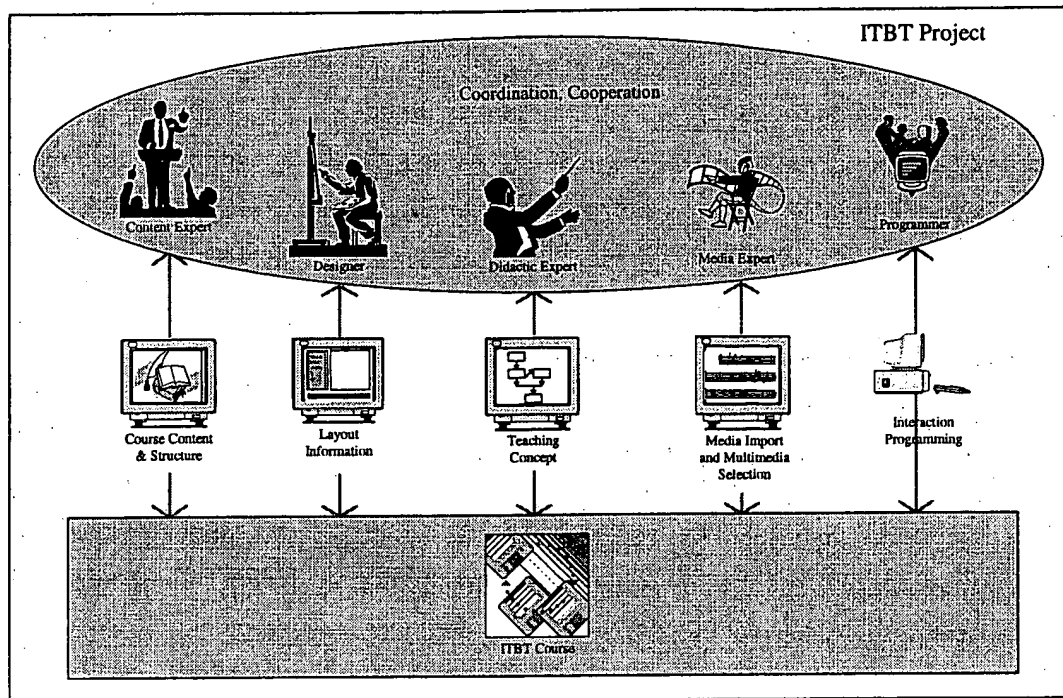 ITBT Project
Coordination, Cooperation
Content Expert
Designer
Didactic Expert
Media Expert
Programmer
Course Content
& Structure
Layout
Information
Teaching
Concept
Media Import
and Multimedia
Selection
Interaction
Programming
ITBT Course